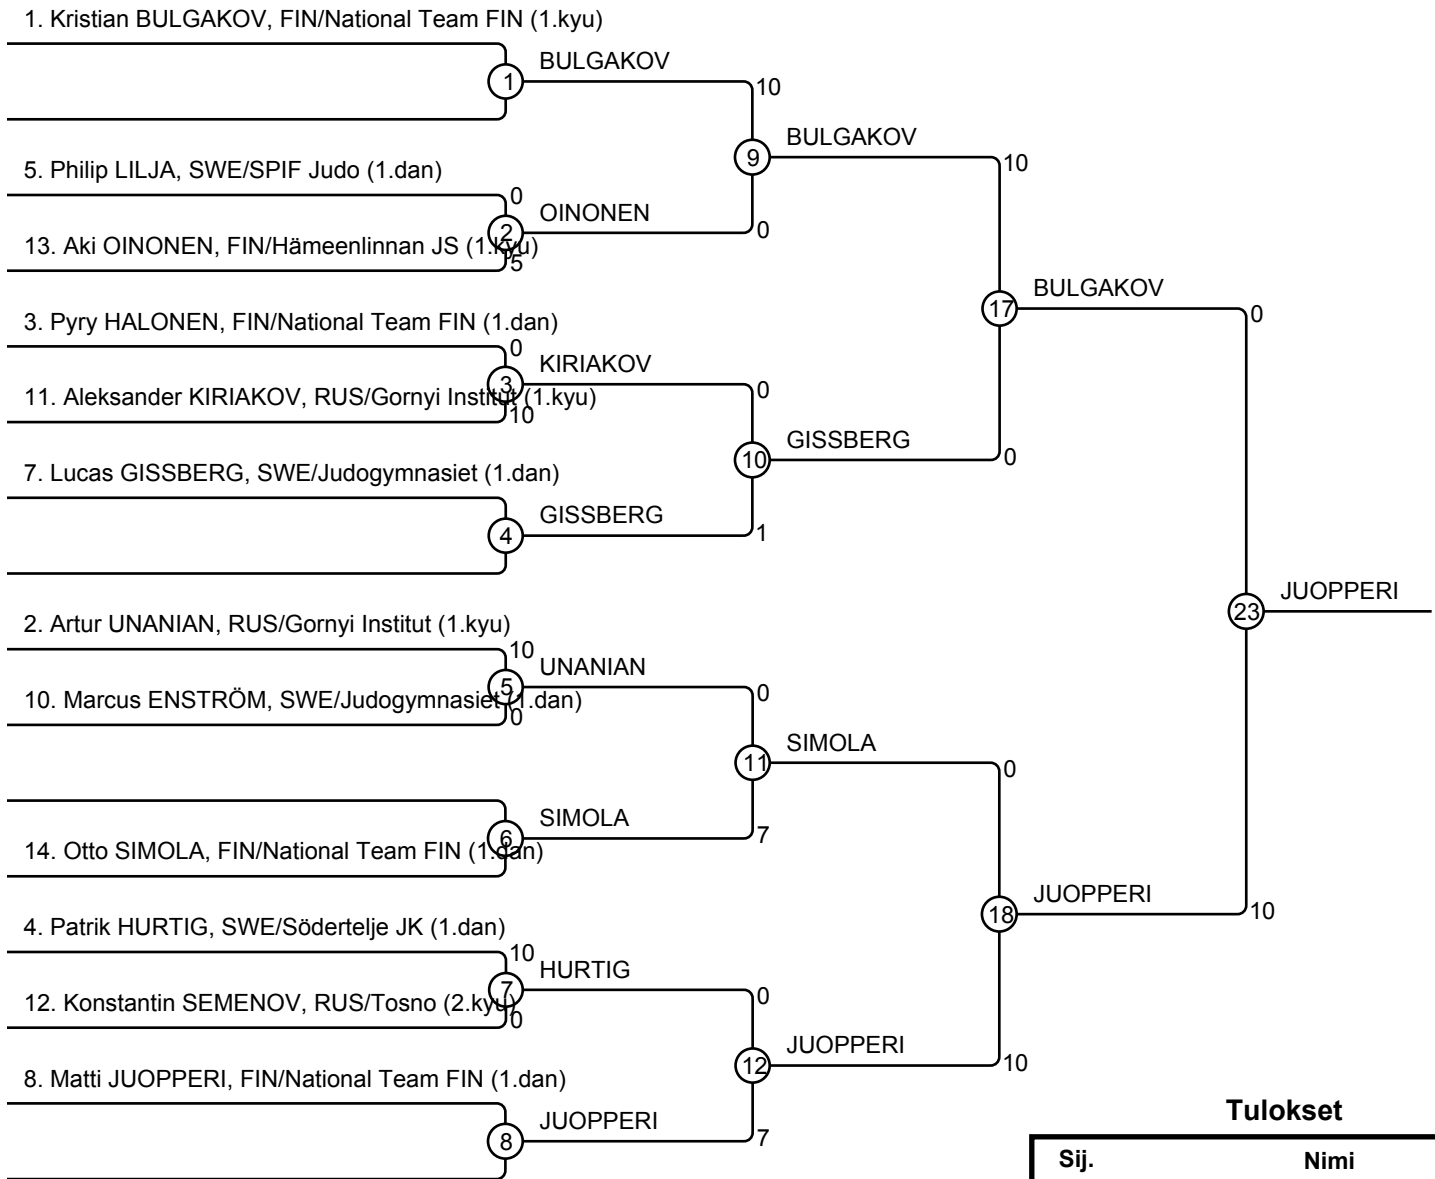 1. Kristian BULGAKOV, FIN/National Team FIN (1.kyu)
1
BULGAKOV
10
5. Philip LILJA, SWE/SPIF Judo (1.dan)
0
2
OINONEN
0
13. Aki OINONEN, FIN/Hämeenlinnan JS (1.kyu)
5
9
BULGAKOV
10
3. Pyry HALONEN, FIN/National Team FIN (1.dan)
0
3
KIRIAKOV
0
11. Aleksander KIRIAKOV, RUS/Gornyi Institut (1.kyu)
10
10
GISSBERG
0
7. Lucas GISSBERG, SWE/Judogymnasiet (1.dan)
4
GISSBERG
1
17
BULGAKOV
0
2. Artur UNANIAN, RUS/Gornyi Institut (1.kyu)
10
5
UNANIAN
0
10. Marcus ENSTRÖM, SWE/Judogymnasiet (1.dan)
0
11
SIMOLA
0
6
SIMOLA
7
14. Otto SIMOLA, FIN/National Team FIN (1.dan)
23
JUOPPERI
4. Patrik HURTIG, SWE/Södertelje JK (1.dan)
10
7
HURTIG
0
12. Konstantin SEMENOV, RUS/Tosno (2.kyu)
0
18
JUOPPERI
10
12
JUOPPERI
10
8. Matti JUOPPERI, FIN/National Team FIN (1.dan)
8
JUOPPERI
7
Tulokset
Sij. Nimi